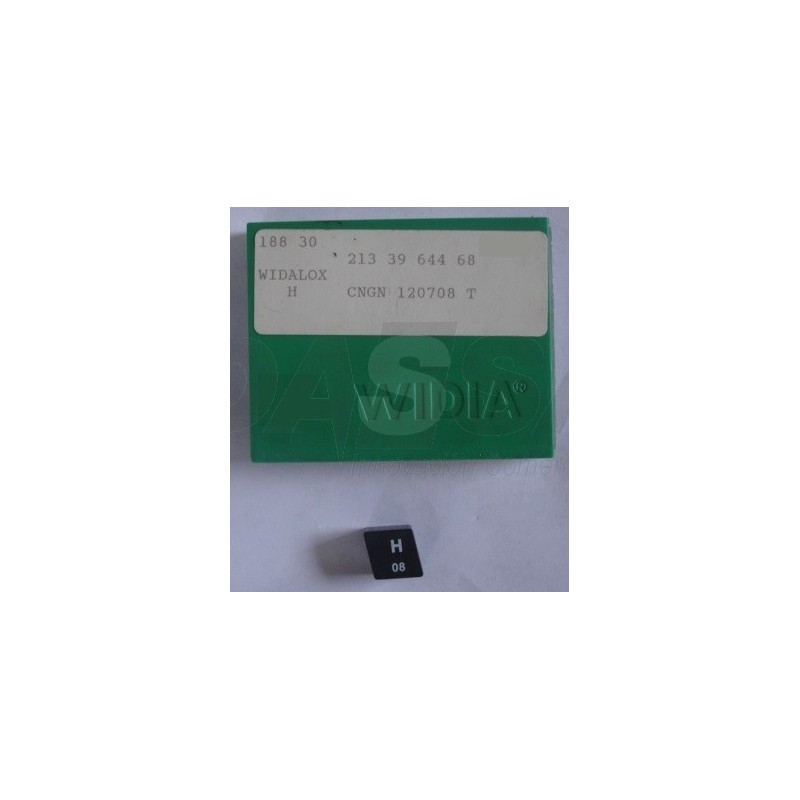 188 30
213 39 644 68
WIDALOX
H CNGN 120708 T
WIDIA®
H
08